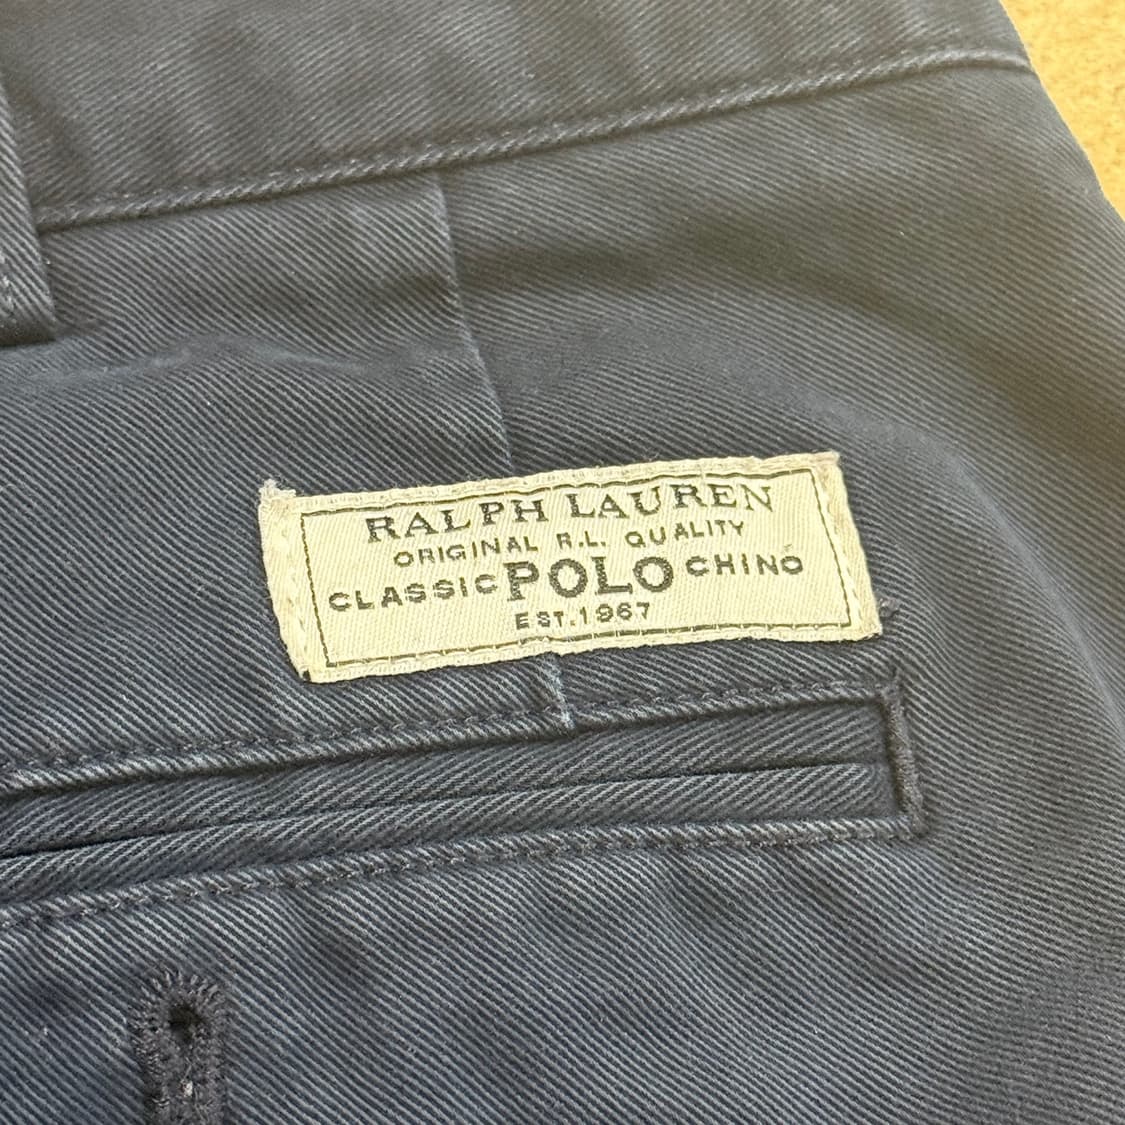 RALPH LAUREN
ORIGINAL R.L. QUALITY
CLASSIC POLO CHINO
EST.1967